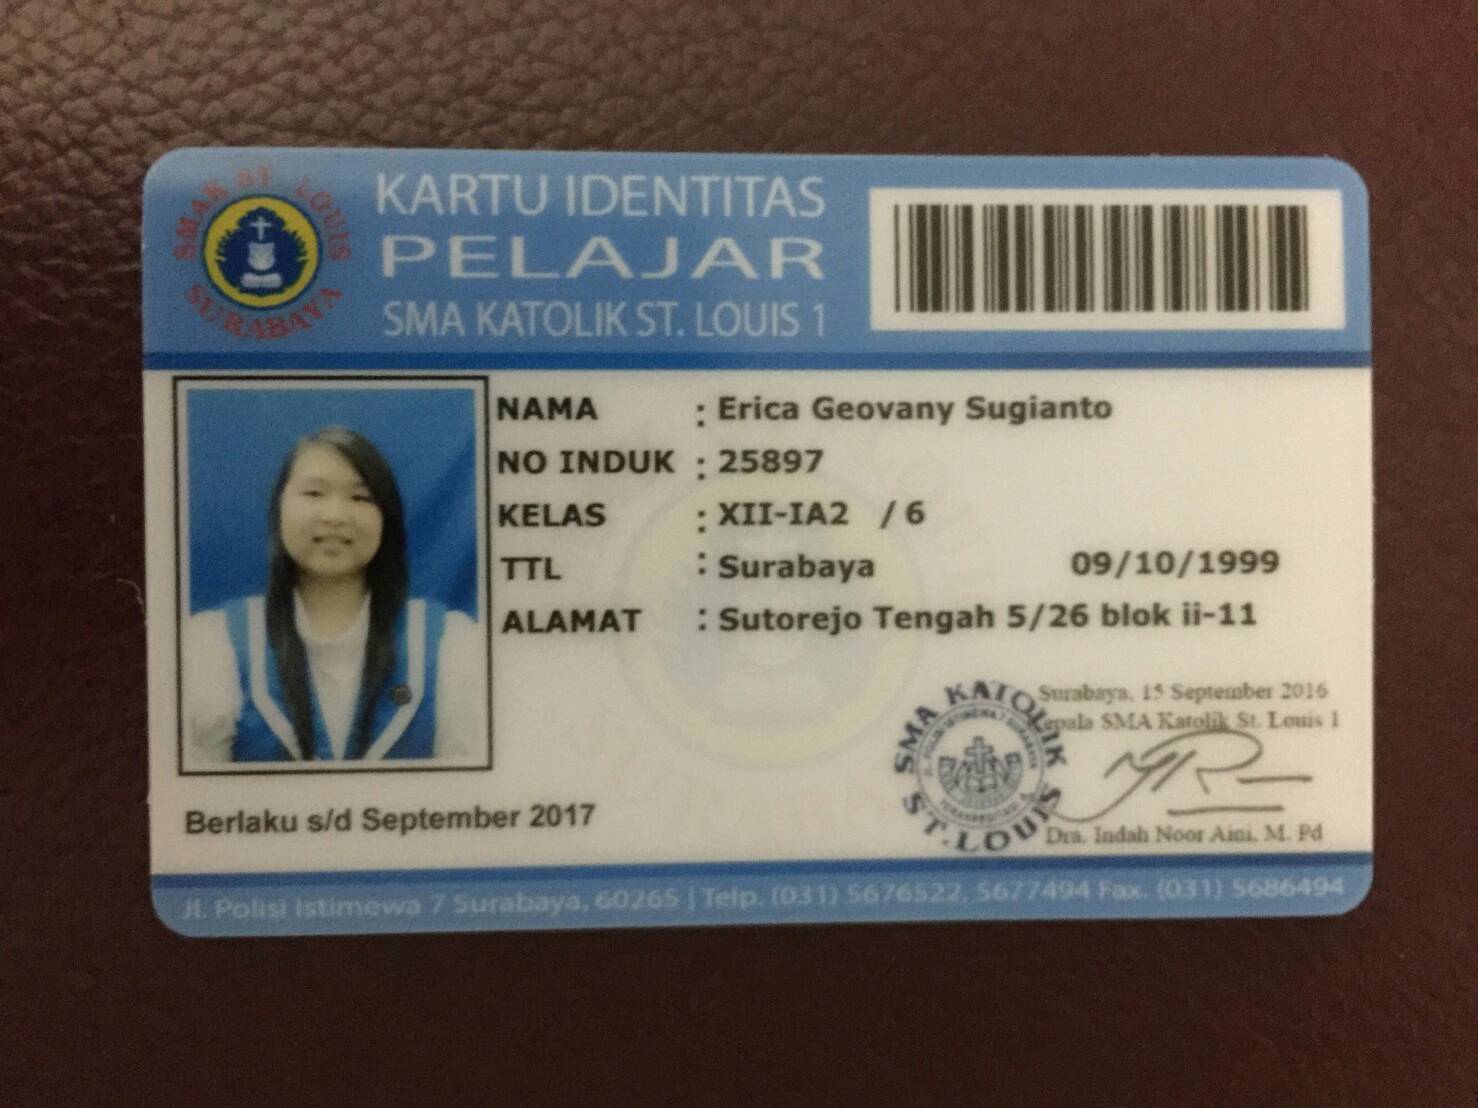 SMAK ST. LOUIS
SURABAYA
KARTU IDENTITAS
PELAJAR
SMA KATOLIK ST. LOUIS 1
NAMA : Erica Geovany Sugianto
NO INDUK : 25897
KELAS : XII-IA2 / 6
TTL : Surabaya 09/10/1999
ALAMAT : Sutorejo Tengah 5/26 blok ii-11
Surabaya, 15 September 2016
Kepala SMA Katolik St. Louis 1
SMA KATOLIK
ST. LOUIS
Dra. Indah Noor Aini, M. Pd
Berlaku s/d September 2017
Jl. Polisi Istimewa 7 Surabaya, 60265 | Telp. (031) 5676522, 5677494 Fax. (031) 5686494